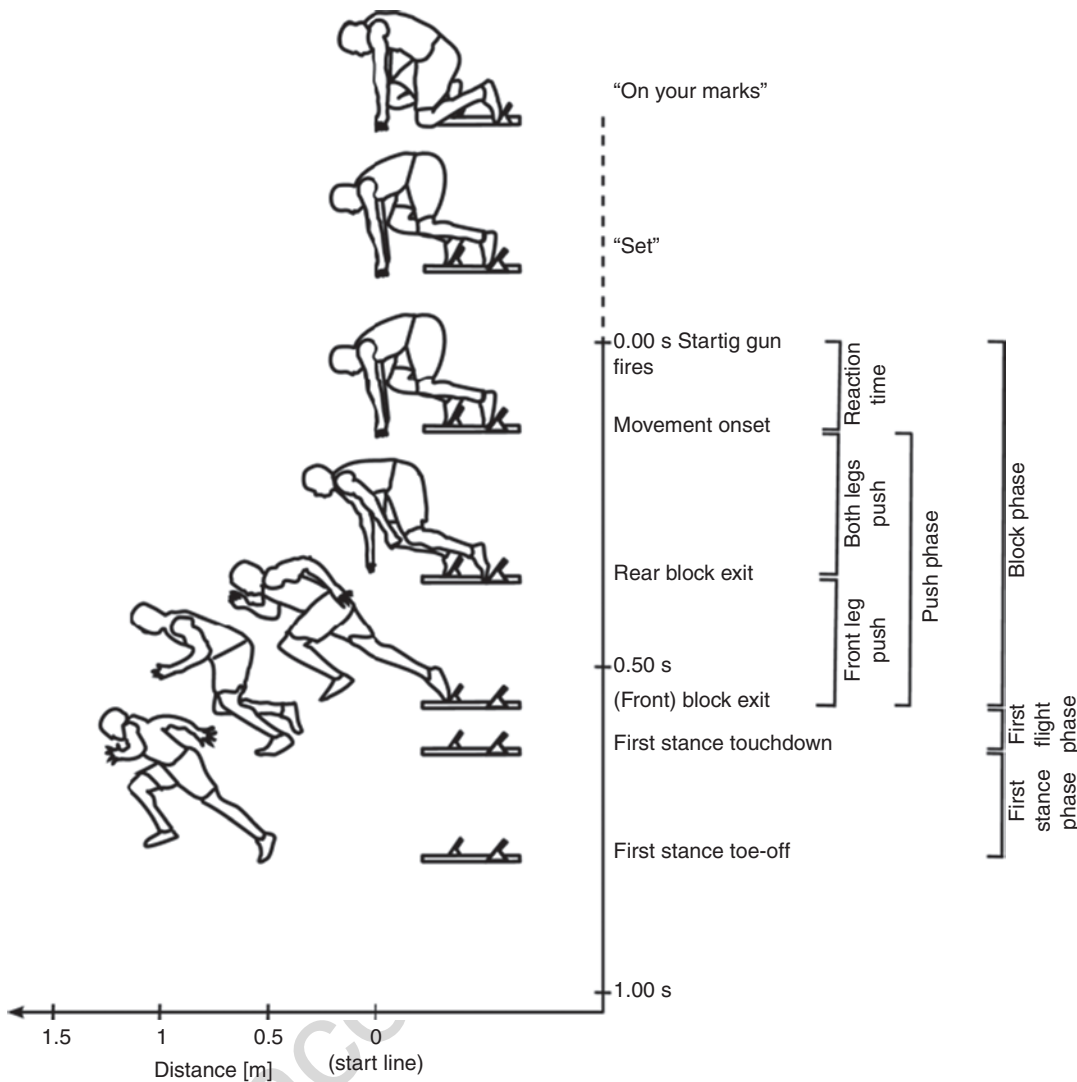 “On your marks”
“Set”
0.00 s Startig gun
fires
Movement onset
Rear block exit
0.50 s
(Front) block exit
First stance touchdown
First stance toe-off
1.00 s
Reaction
time
Both legs
push
Front leg
push
Push phase
Block phase
First
flight
phase
First
stance
phase
1.5
1
0.5
0
(start line)
Distance [m]